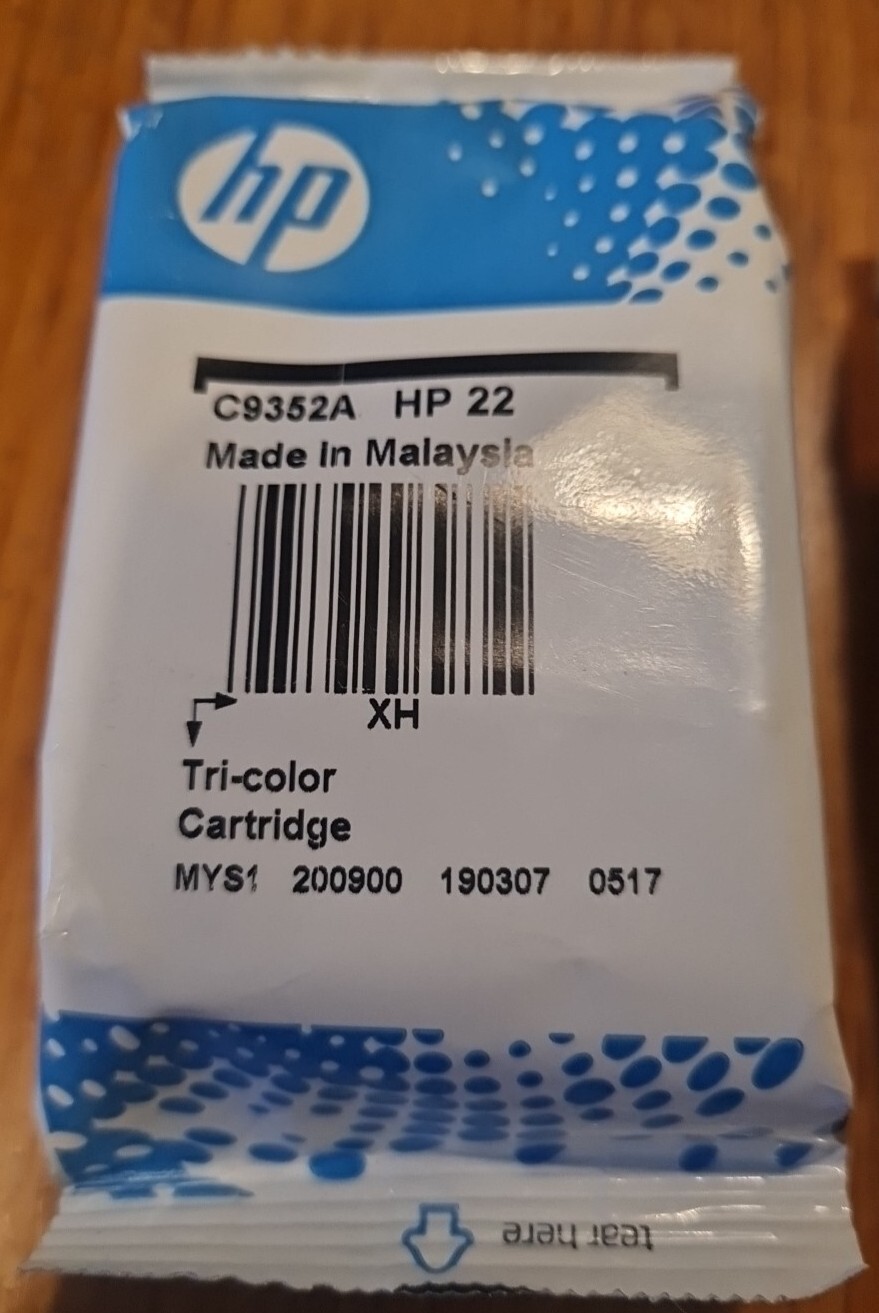 hp
C9352A HP 22
Made In Malaysia
XH
Tri-color
Cartridge
MYS1 200900 190307 0517
tear here